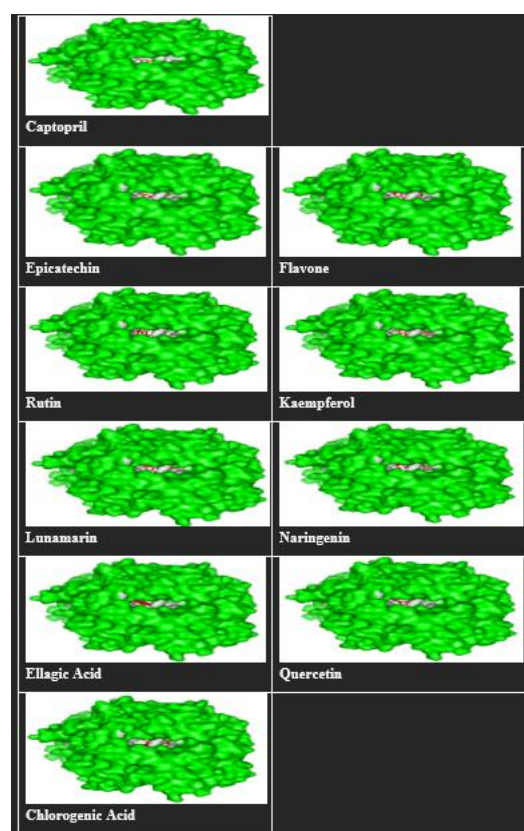 Captopril
Epicatechin
Flavone
Rutin
Kaempferol
Lunamarin
Naringenin
Ellagic Acid
Quercetin
Chlorogenic Acid